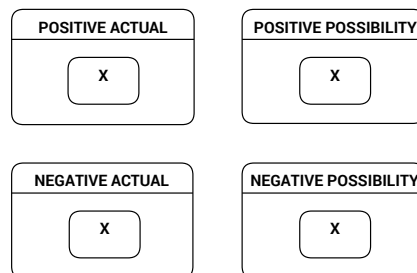 POSITIVE ACTUAL POSITIVE POSSIBILITY
X X
NEGATIVE ACTUAL NEGATIVE POSSIBILITY
X X